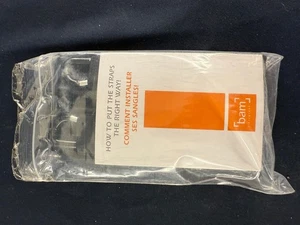 HOW TO PUT THE STRAPS
THE RIGHT WAY!
COMMENT INSTALLER
SES SANGLES!
bam